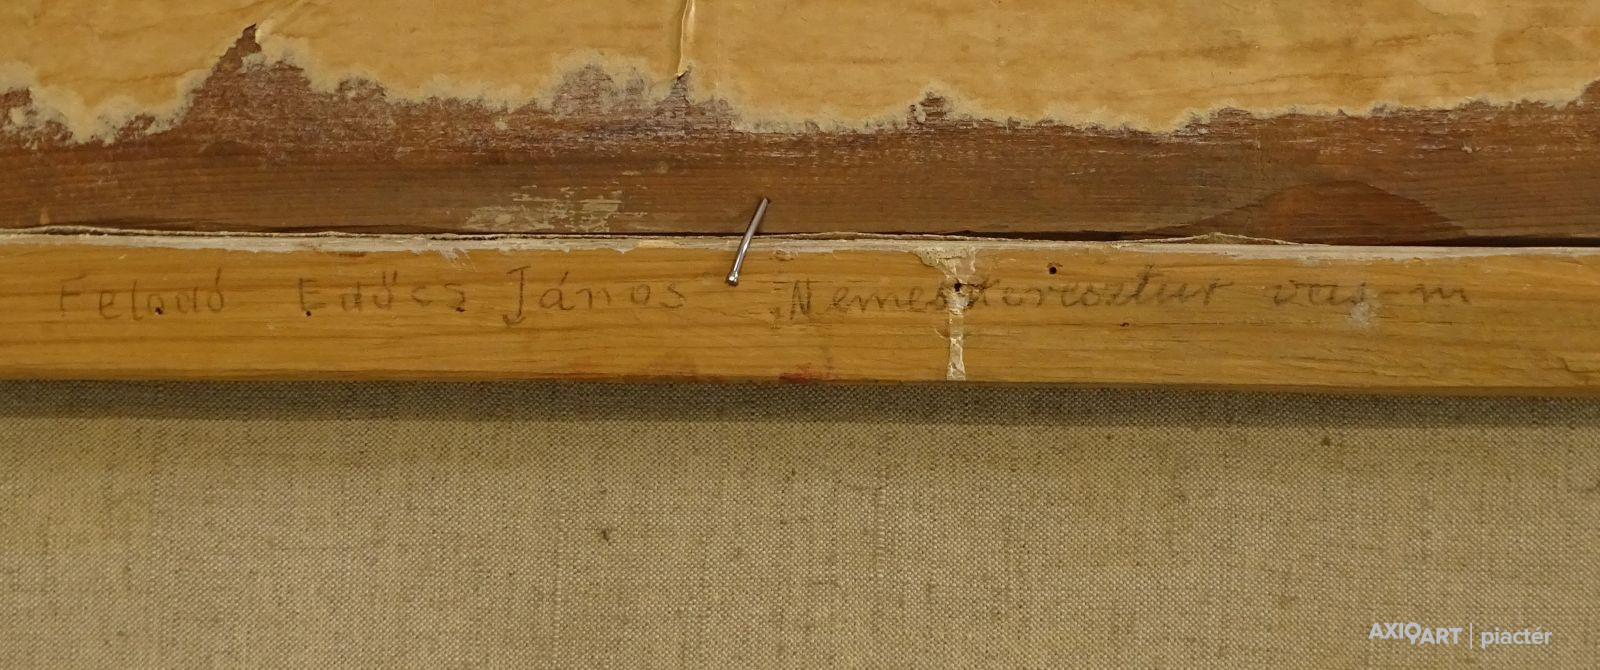 Feladó Edőcs János Nemeskeresztur vas m
AXIOART | piactér